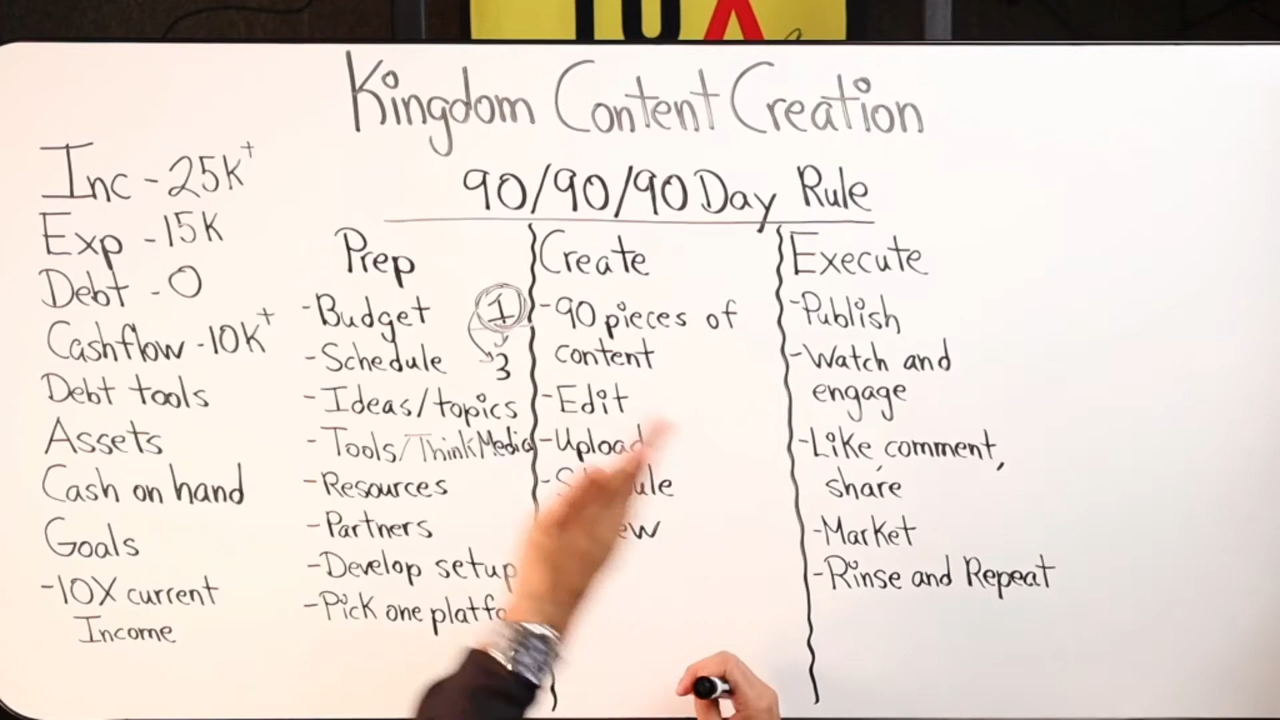 10X
Kingdom Content Creation
90/90/90 Day Rule
Inc - 25K+
Exp - 15K
Debt - 0
Cashflow - 10K+
Debt tools
Assets
Cash on hand
Goals
- 10X current
Income
Prep
- Budget
- Schedule
- Ideas/topics
- Tools/Think Media
- Resources
- Partners
- Develop setup
- Pick one
1
3
Create
- 90 pieces of
content
- Edit
- Upload
Execute
- Publish
- Watch and
engage
- Like, comment,
share
- Market
- Rinse and Repeat